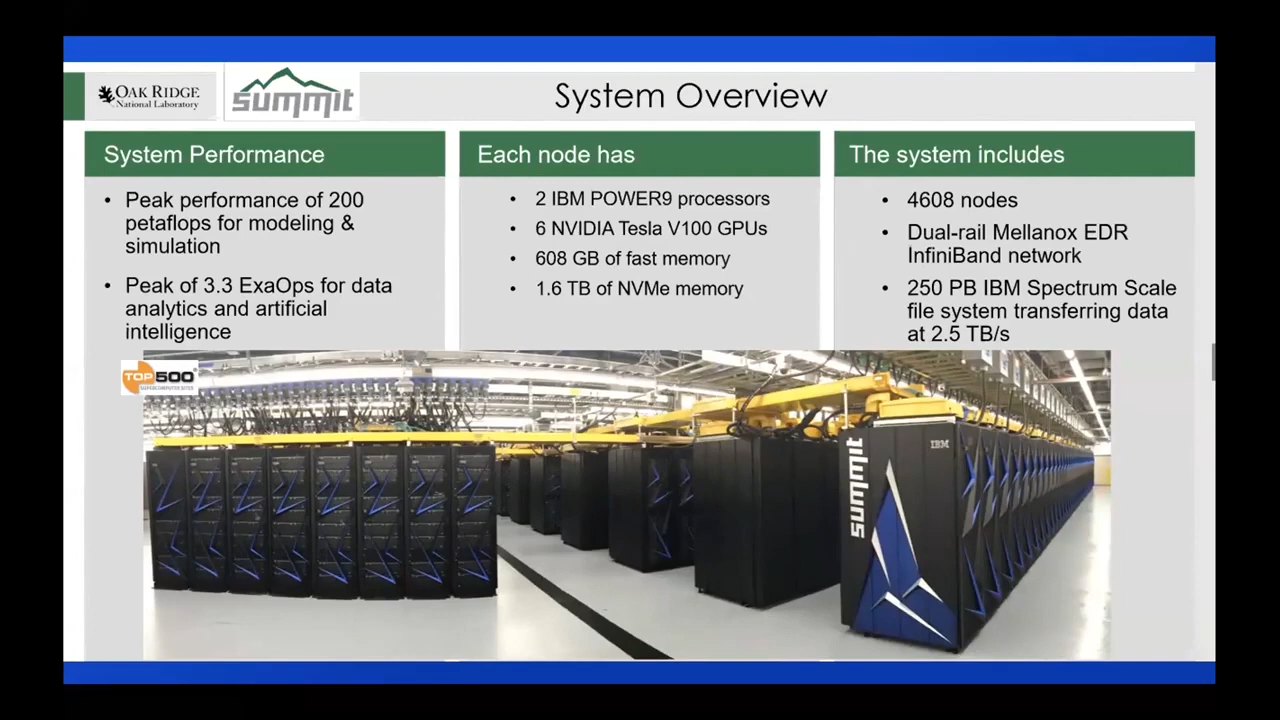 OAK RIDGE
National Laboratory
summit
System Overview
System Performance
• Peak performance of 200
petaflops for modeling &
simulation
• Peak of 3.3 ExaOps for data
analytics and artificial
intelligence
Each node has
• 2 IBM POWER9 processors
• 6 NVIDIA Tesla V100 GPUs
• 608 GB of fast memory
• 1.6 TB of NVMe memory
The system includes
• 4608 nodes
• Dual-rail Mellanox EDR
InfiniBand network
• 250 PB IBM Spectrum Scale
file system transferring data
at 2.5 TB/s
TOP500
SUPERCOMPUTER SITES
IBM
summit